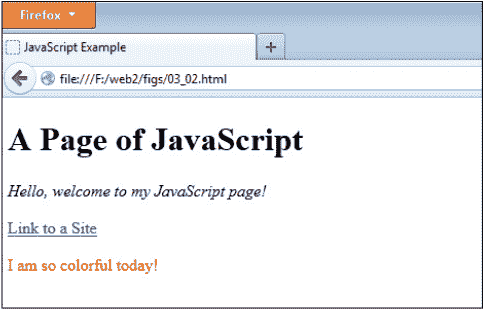 Firefox
JavaScript Example
file:///F:/web2/figs/03_02.html
A Page of JavaScript
Hello, welcome to my JavaScript page!
Link to a Site
I am so colorful today!